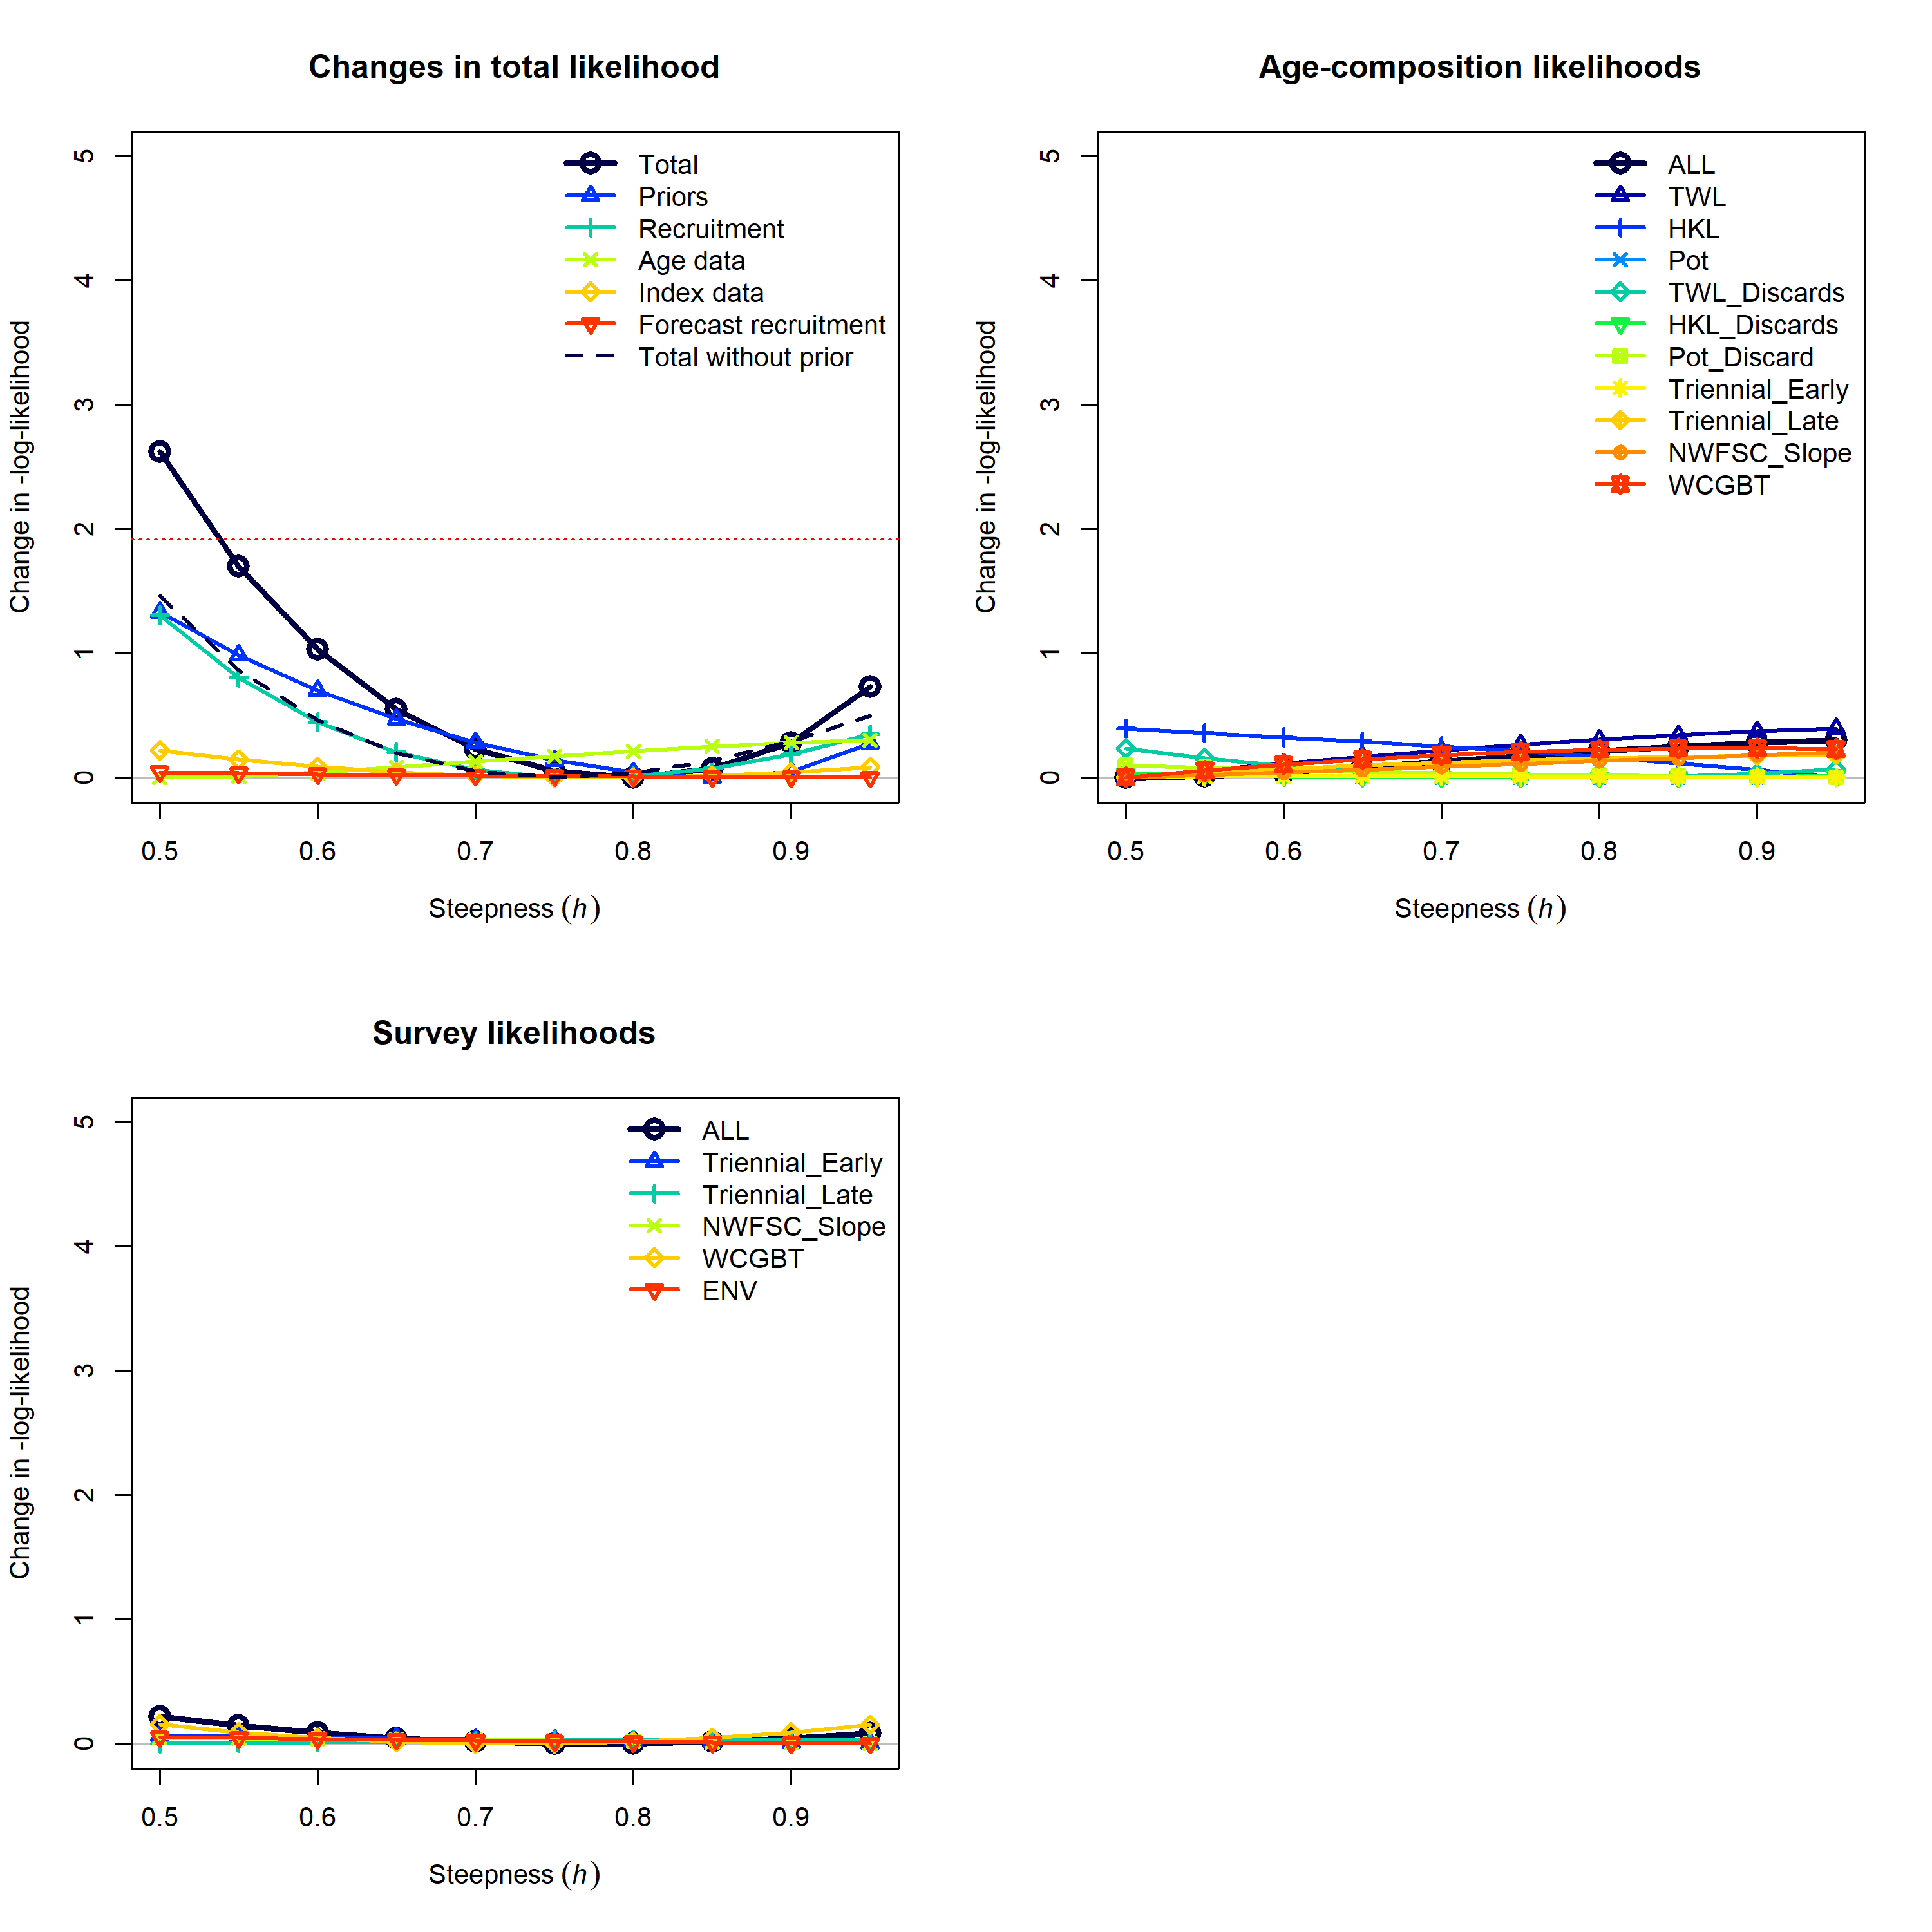 Changes in total likelihood
Change in -log-likelihood
5
4
3
2
1
0
Total
Priors
Recruitment
Age data
Index data
Forecast recruitment
Total without prior
0.5 0.6 0.7 0.8 0.9
Steepness (h)
Age-composition likelihoods
Change in -log-likelihood
5
4
3
2
1
0
ALL
TWL
HKL
Pot
TWL_Discards
HKL_Discards
Pot_Discard
Triennial_Early
Triennial_Late
NWFSC_Slope
WCGBT
0.5 0.6 0.7 0.8 0.9
Steepness (h)
Survey likelihoods
Change in -log-likelihood
5
4
3
2
1
0
ALL
Triennial_Early
Triennial_Late
NWFSC_Slope
WCGBT
ENV
0.5 0.6 0.7 0.8 0.9
Steepness (h)